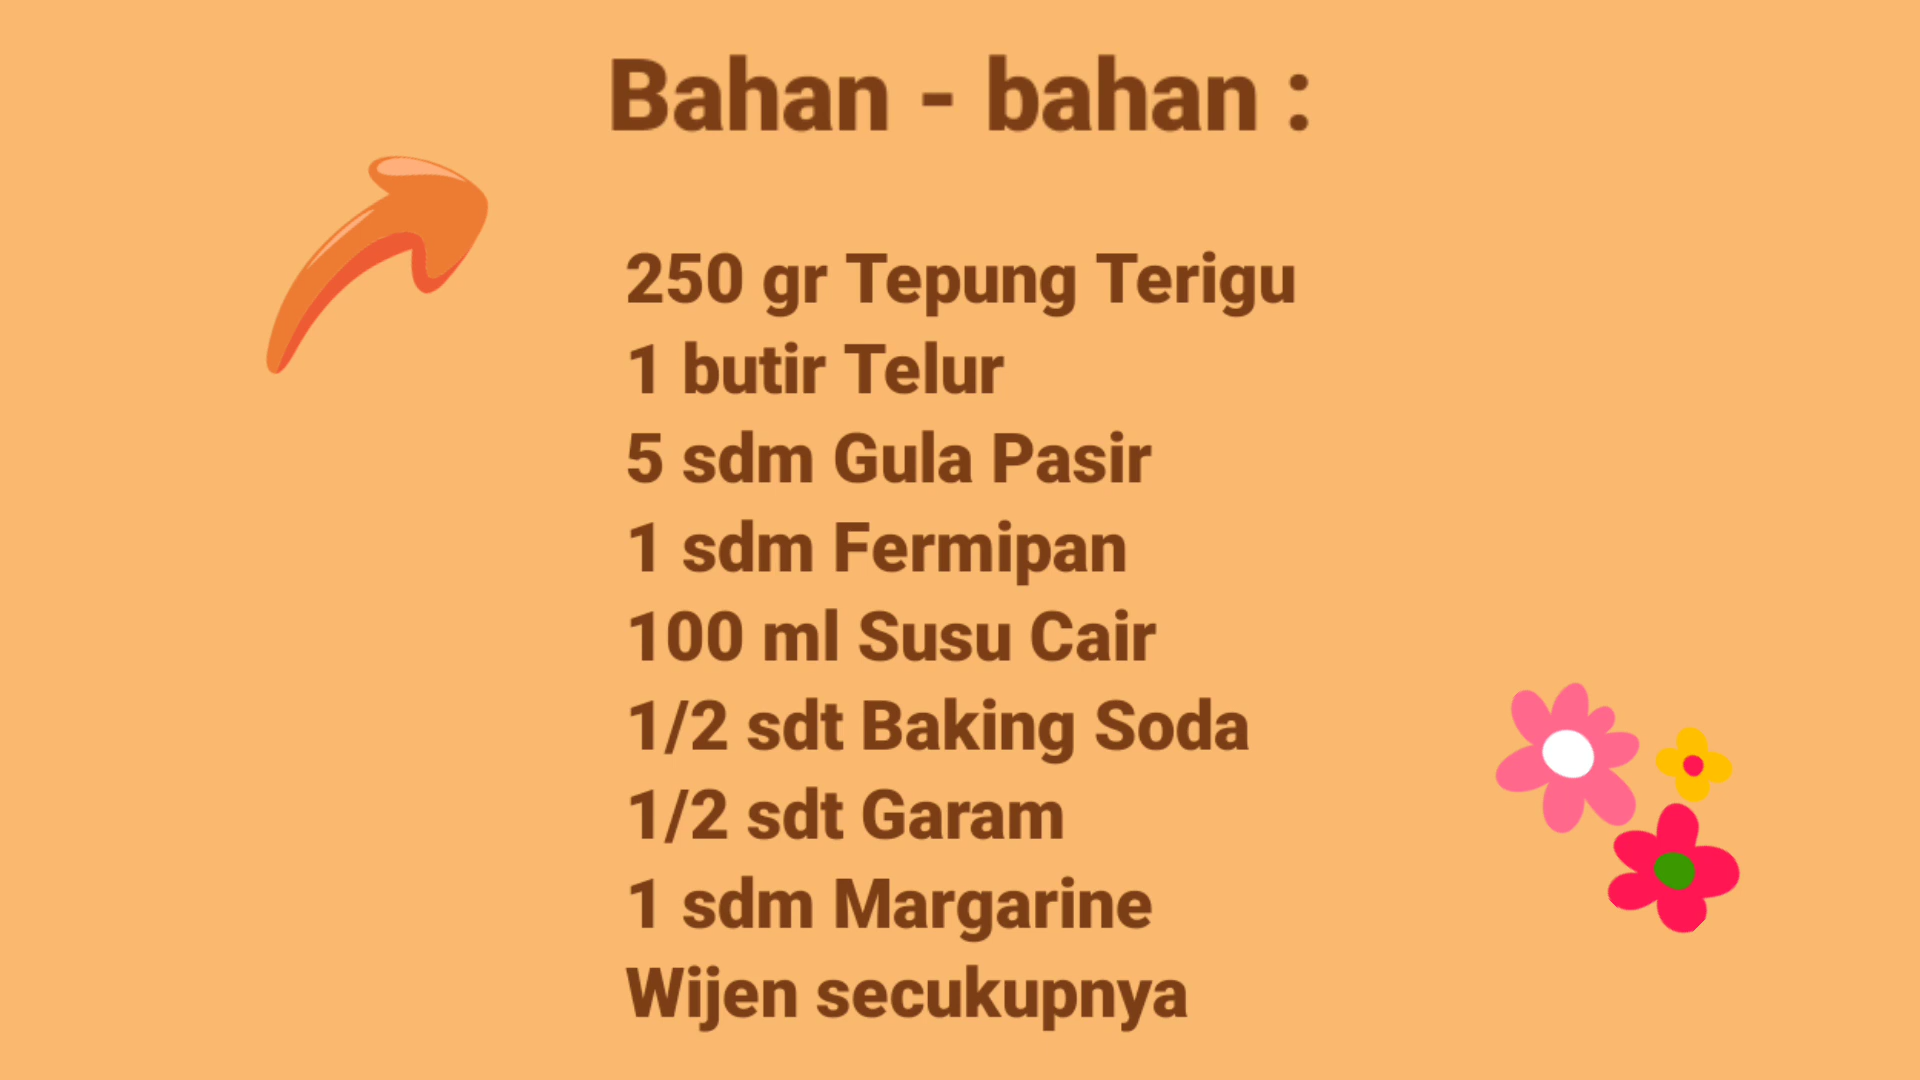 Bahan - bahan :
250 gr Tepung Terigu
1 butir Telur
5 sdm Gula Pasir
1 sdm Fermipan
100 ml Susu Cair
1/2 sdt Baking Soda
1/2 sdt Garam
1 sdm Margarine
Wijen secukupnya